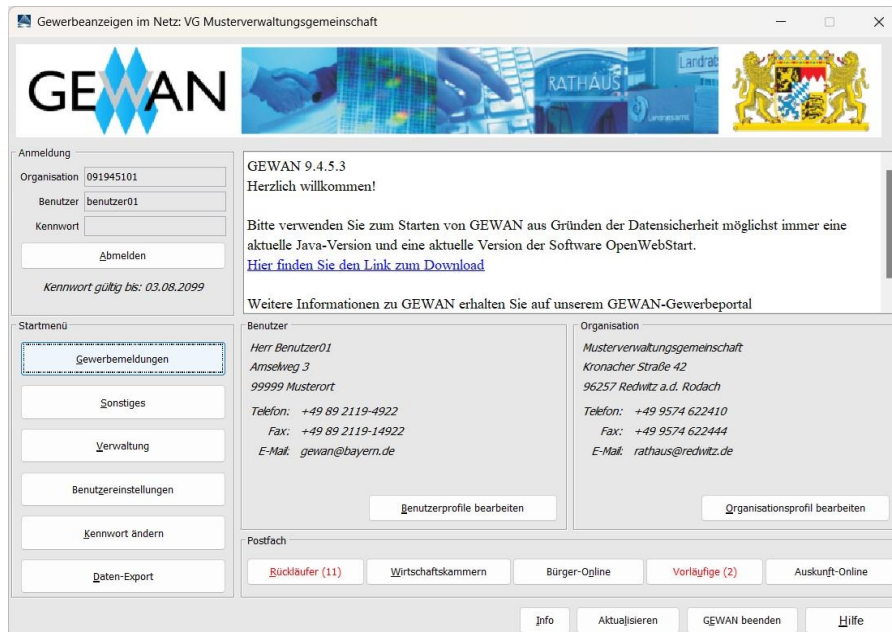 Gewerbeanzeigen im Netz: VG Musterverwaltungsgemeinschaft
GEWAN
RATHAUS
Landrat
Landratsamt
Anmeldung
Organisation 091945101
Benutzer benutzer01
Kennwort
Abmelden
Kennwort gültig bis: 03.08.2099
GEWAN 9.4.5.3
Herzlich willkommen!
Bitte verwenden Sie zum Starten von GEWAN aus Gründen der Datensicherheit möglichst immer eine
aktuelle Java-Version und eine aktuelle Version der Software OpenWebStart.
Hier finden Sie den Link zum Download
Weitere Informationen zu GEWAN erhalten Sie auf unserem GEWAN-Gewerbeportal
Startmenü
Gewerbemeldungen
Sonstiges
Verwaltung
Benutzereinstellungen
Kennwort ändern
Daten-Export
Benutzer
Herr Benutzer01
Amselweg 3
99999 Musterort
Telefon: +49 89 2119-4922
Fax: +49 89 2119-14922
E-Mail: gewan@bayern.de
Benutzerprofile bearbeiten
Organisation
Musterverwaltungsgemeinschaft
Kronacher Straße 42
96257 Redwitz a.d. Rodach
Telefon: +49 9574 622410
Fax: +49 9574 622444
E-Mail: rathaus@redwitz.de
Organisationsprofil bearbeiten
Postfach
Rückläufer (11)
Wirtschaftskammern
Bürger-Online
Vorläufige (2)
Auskunft-Online
Info
Aktualisieren
GEWAN beenden
Hilfe